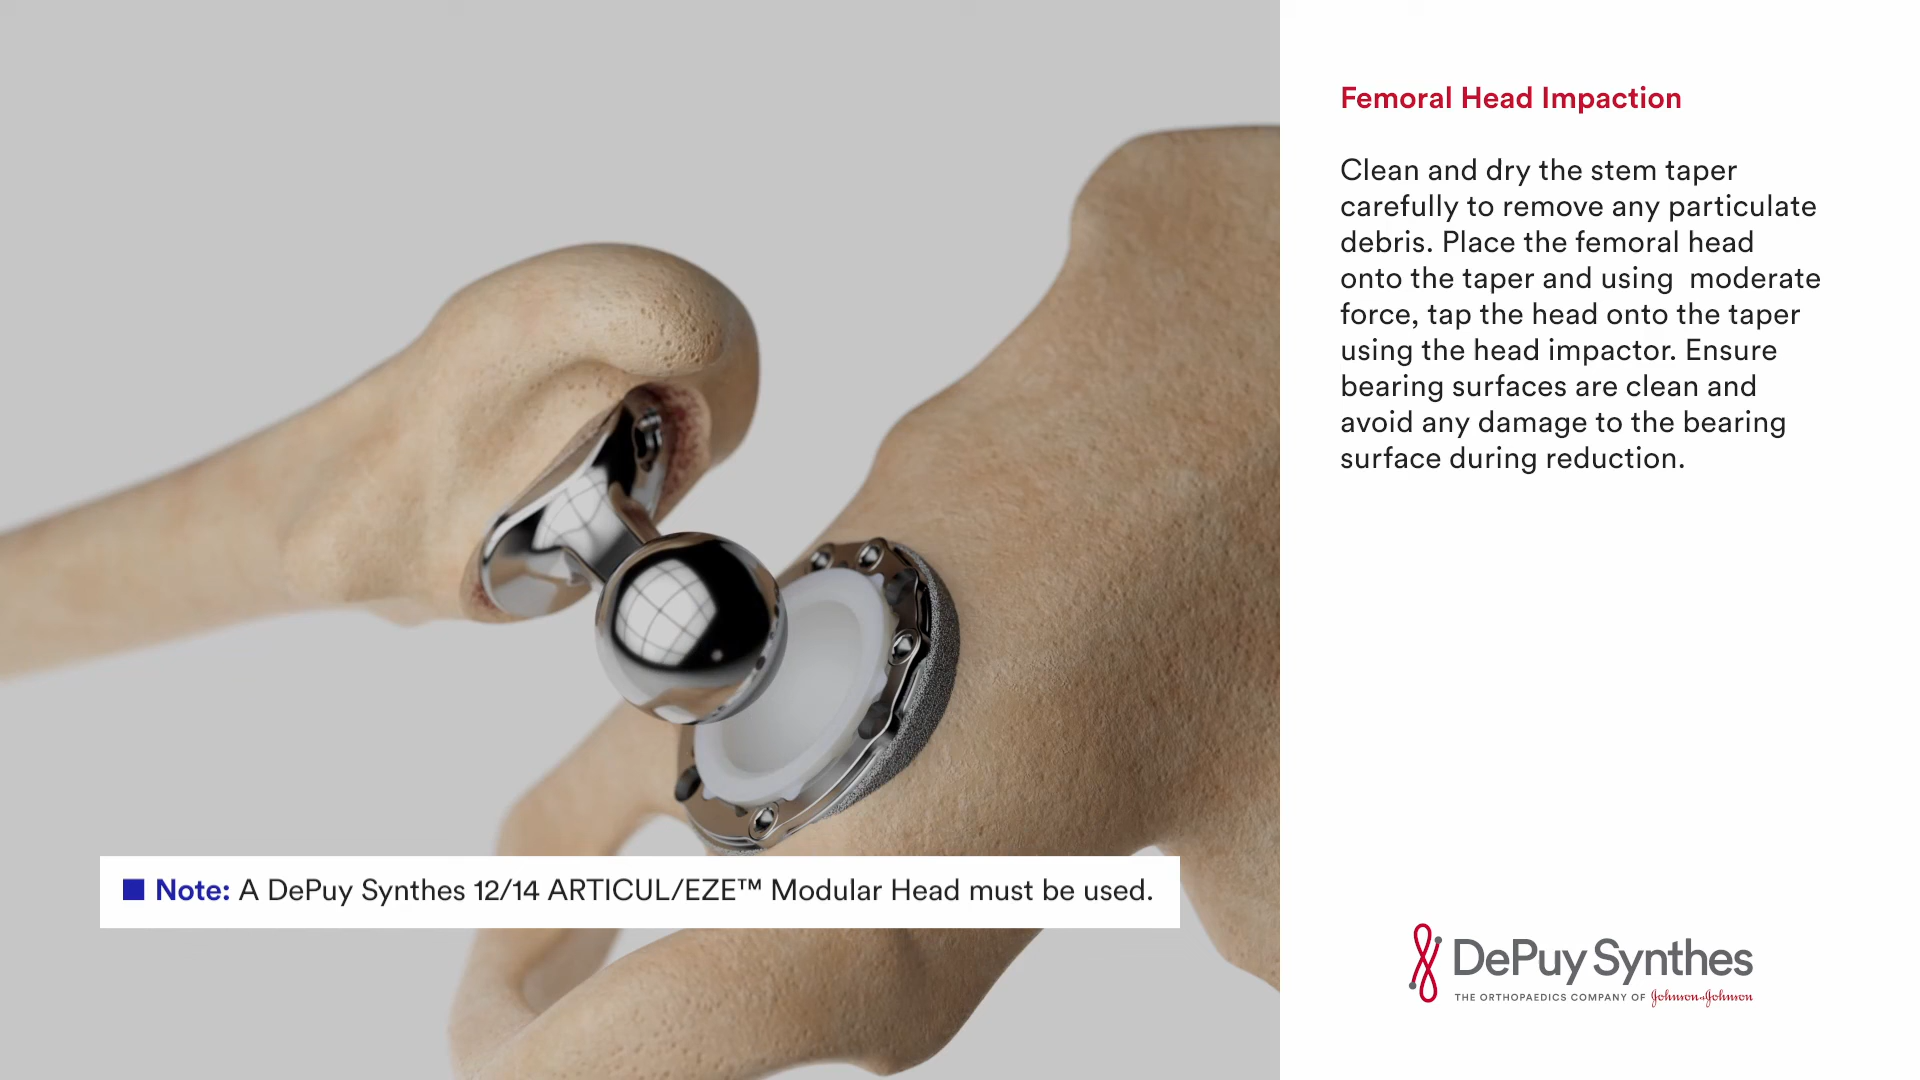 Femoral Head Impaction
Clean and dry the stem taper
carefully to remove any particulate
debris. Place the femoral head
onto the taper and using  moderate
force, tap the head onto the taper
using the head impactor. Ensure
bearing surfaces are clean and
avoid any damage to the bearing
surface during reduction.
■ Note: A DePuy Synthes 12/14 ARTICUL/EZE™ Modular Head must be used.
DePuy Synthes
THE ORTHOPAEDICS COMPANY OF Johnson & Johnson